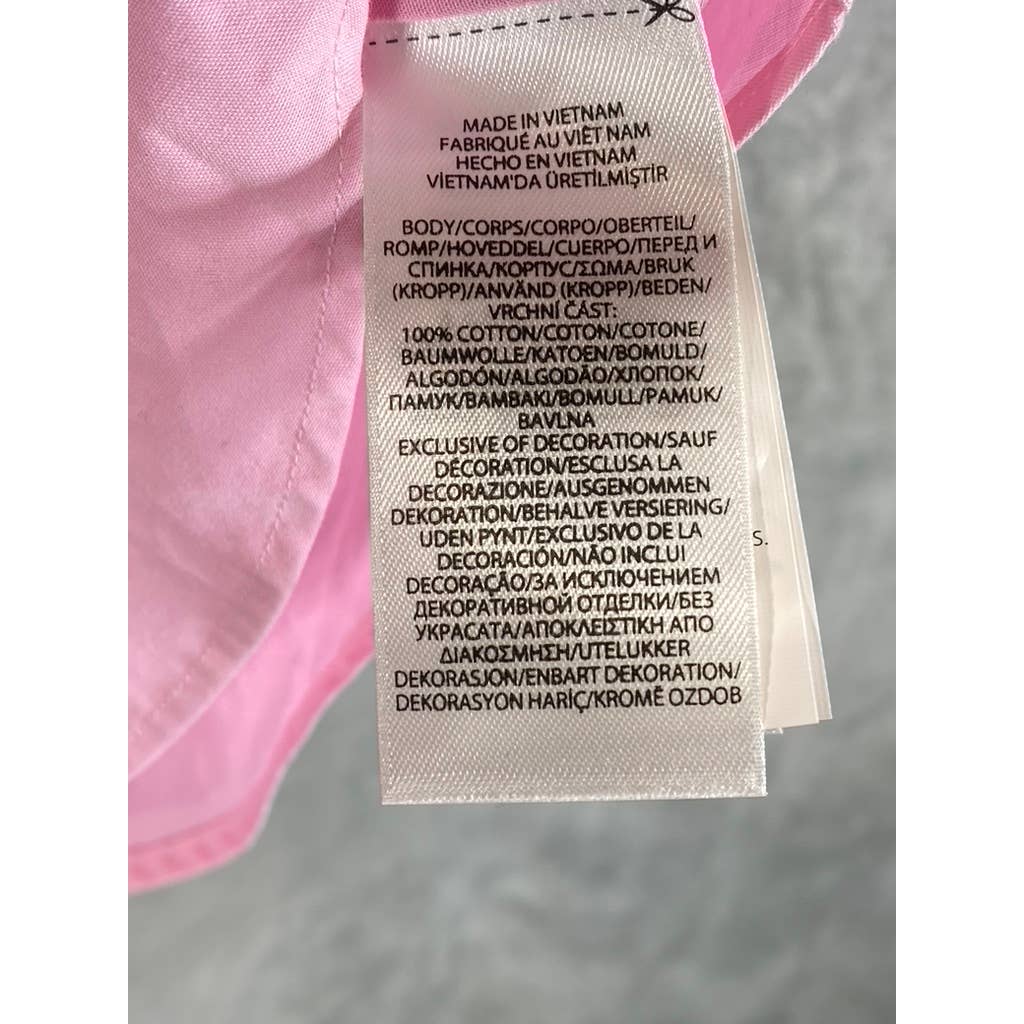 MADE IN VIETNAM
FABRIQUÉ AU VIÊT NAM
HECHO EN VIETNAM
VİETNAM'DA ÜRETİLMİŞTİR
BODY/CORPS/CORPO/OBERTEIL/
ROMP/HOVEDDEL/CUERPO/ПЕРЕД И
СПИНКА/КОРПУС/ΣΩΜΑ/BRUK
(KROPP)/ANVÄND (KROPP)/BEDEN/
VRCHNÍ ČÁST:
100% COTTON/COTON/COTONE/
BAUMWOLLE/KATOEN/BOMULD/
ALGODÓN/ALGODÃO/ХЛОПОК/
ПАМУК/ΒΑΜΒΑΚΙ/BOMULL/PAMUK/
BAVLNA
EXCLUSIVE OF DECORATION/SAUF
DÉCORATION/ESCLUSA LA
DECORAZIONE/AUSGENOMMEN
DEKORATION/BEHALVE VERSIERING/
UDEN PYNT/EXCLUSIVO DE LA
DECORACIÓN/NÃO INCLUI
DECORAÇÃO/ЗА ИСКЛЮЧЕНИЕМ
ДЕКОРАТИВНОЙ ОТДЕЛКИ/БЕЗ
УКРАСАТА/ΑΠΟΚΛΕΙΣΤΙΚΗ ΑΠΟ
ΔΙΑΚΟΣΜΗΣΗ/UTELUKKER
DEKORASJON/ENBART DEKORATION/
DEKORASYON HARİÇ/KROMĚ OZDOB
S.